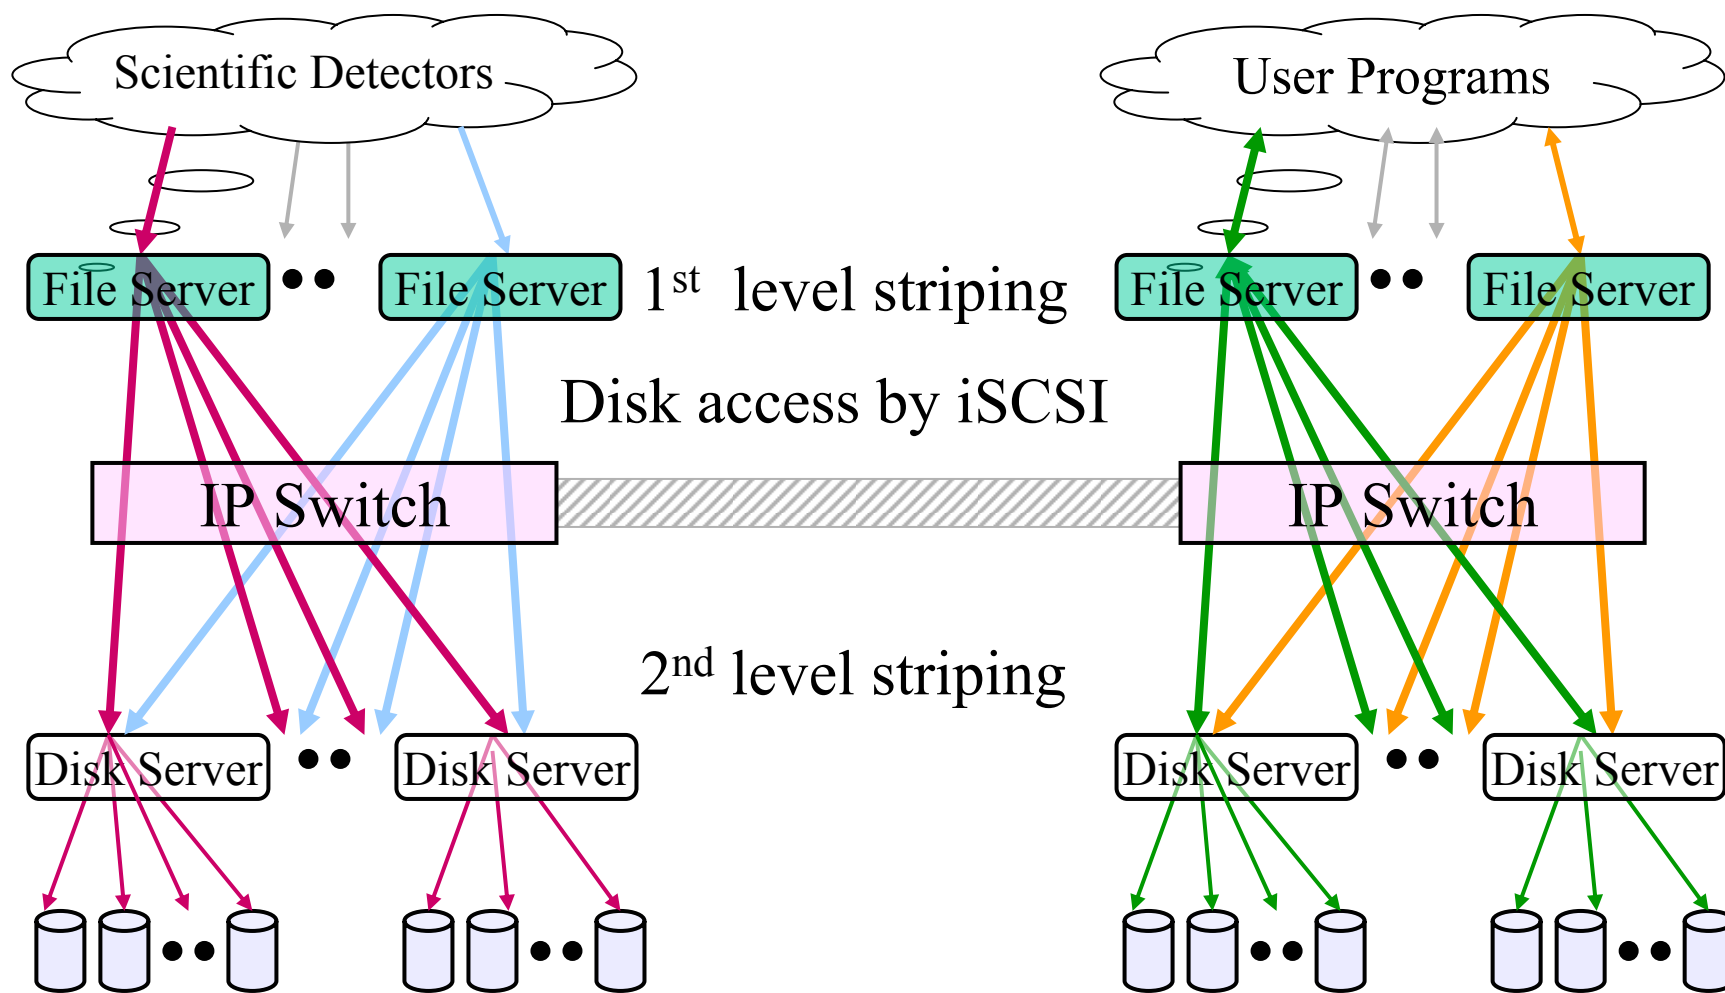 Scientific Detectors
User Programs
File Server
File Server
1st level striping
File Server
File Server
Disk access by iSCSI
IP Switch
IP Switch
2nd level striping
Disk Server
Disk Server
Disk Server
Disk Server